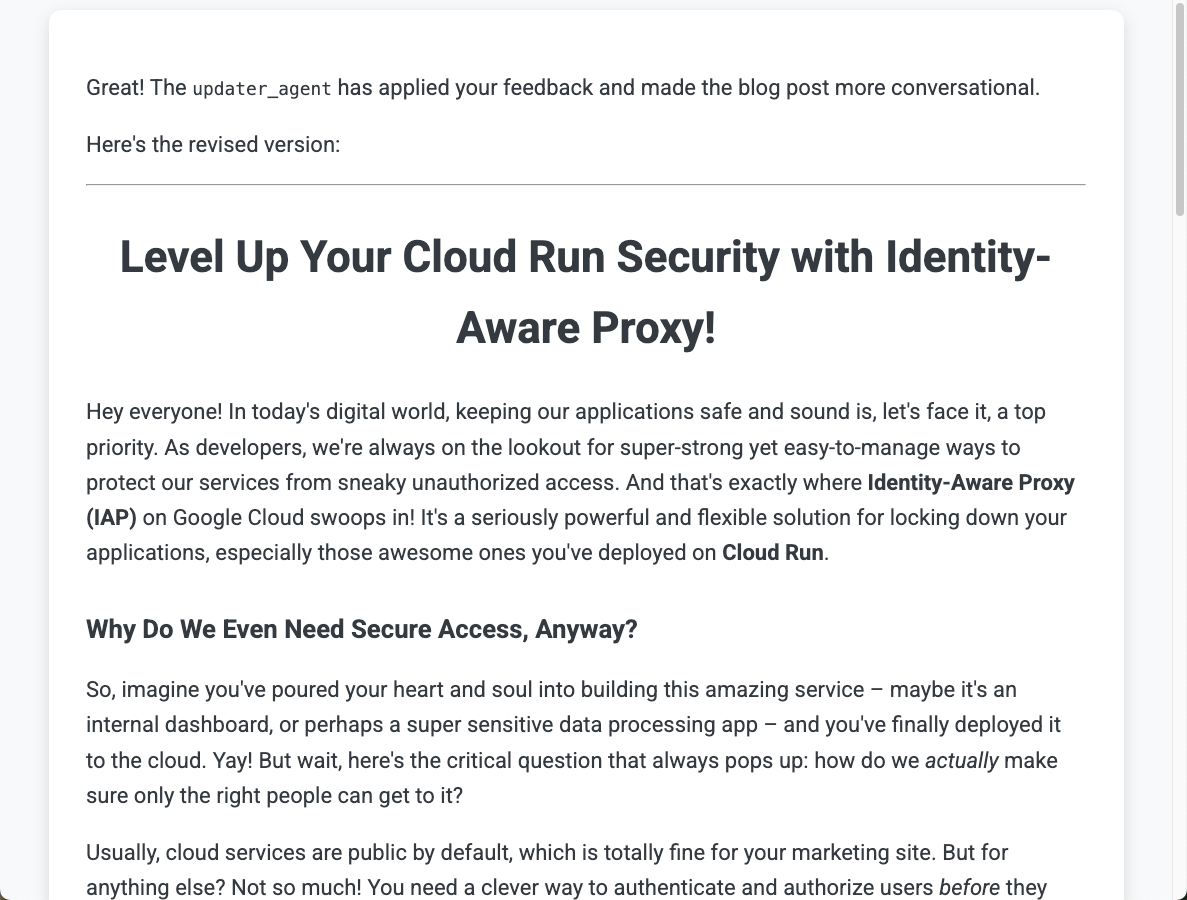 Great! The updater_agent has applied your feedback and made the blog post more conversational.
Here's the revised version:
Level Up Your Cloud Run Security with Identity-
Aware Proxy!
Hey everyone! In today's digital world, keeping our applications safe and sound is, let's face it, a top
priority. As developers, we're always on the lookout for super-strong yet easy-to-manage ways to
protect our services from sneaky unauthorized access. And that's exactly where Identity-Aware Proxy
(IAP) on Google Cloud swoops in! It's a seriously powerful and flexible solution for locking down your
applications, especially those awesome ones you've deployed on Cloud Run.
Why Do We Even Need Secure Access, Anyway?
So, imagine you've poured your heart and soul into building this amazing service – maybe it's an
internal dashboard, or perhaps a super sensitive data processing app – and you've finally deployed it
to the cloud. Yay! But wait, here's the critical question that always pops up: how do we actually make
sure only the right people can get to it?
Usually, cloud services are public by default, which is totally fine for your marketing site. But for
anything else? Not so much! You need a clever way to authenticate and authorize users before they